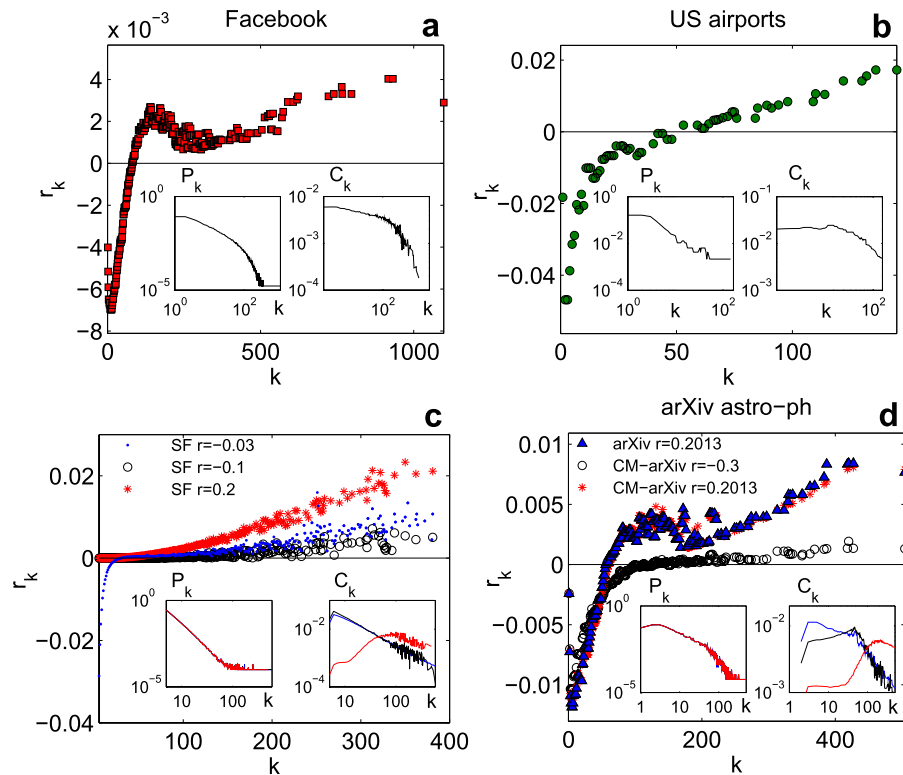 Facebook
a
× 10⁻³
4
2
0
−2
−4
−6
−8
r_k
0
500
1000
k
P_k
10⁰
10⁻⁵
10⁰
10²
k
C_k
10⁻²
10⁻³
10⁻⁴
10²
k
US airports
b
0.02
0
−0.02
−0.04
r_k
0
50
100
k
P_k
10⁰
10⁻²
10⁻⁴
10⁰
10²
k
C_k
10⁻¹
10⁻²
10⁻³
10⁰
10²
k
c
SF r=−0.03
SF r=−0.1
SF r=0.2
0.02
0
−0.02
−0.04
r_k
100
200
300
400
k
P_k
10⁰
10⁻⁵
10
100
k
C_k
10⁻²
10⁻⁴
10
100
k
arXiv astro−ph
d
arXiv r=0.2013
CM−arXiv r=−0.3
CM−arXiv r=0.2013
0.01
0.005
0
−0.005
−0.01
r_k
0
200
400
k
P_k
10⁰
10⁻⁵
1
10
100
k
C_k
10⁻²
10⁻³
1
10
100
k